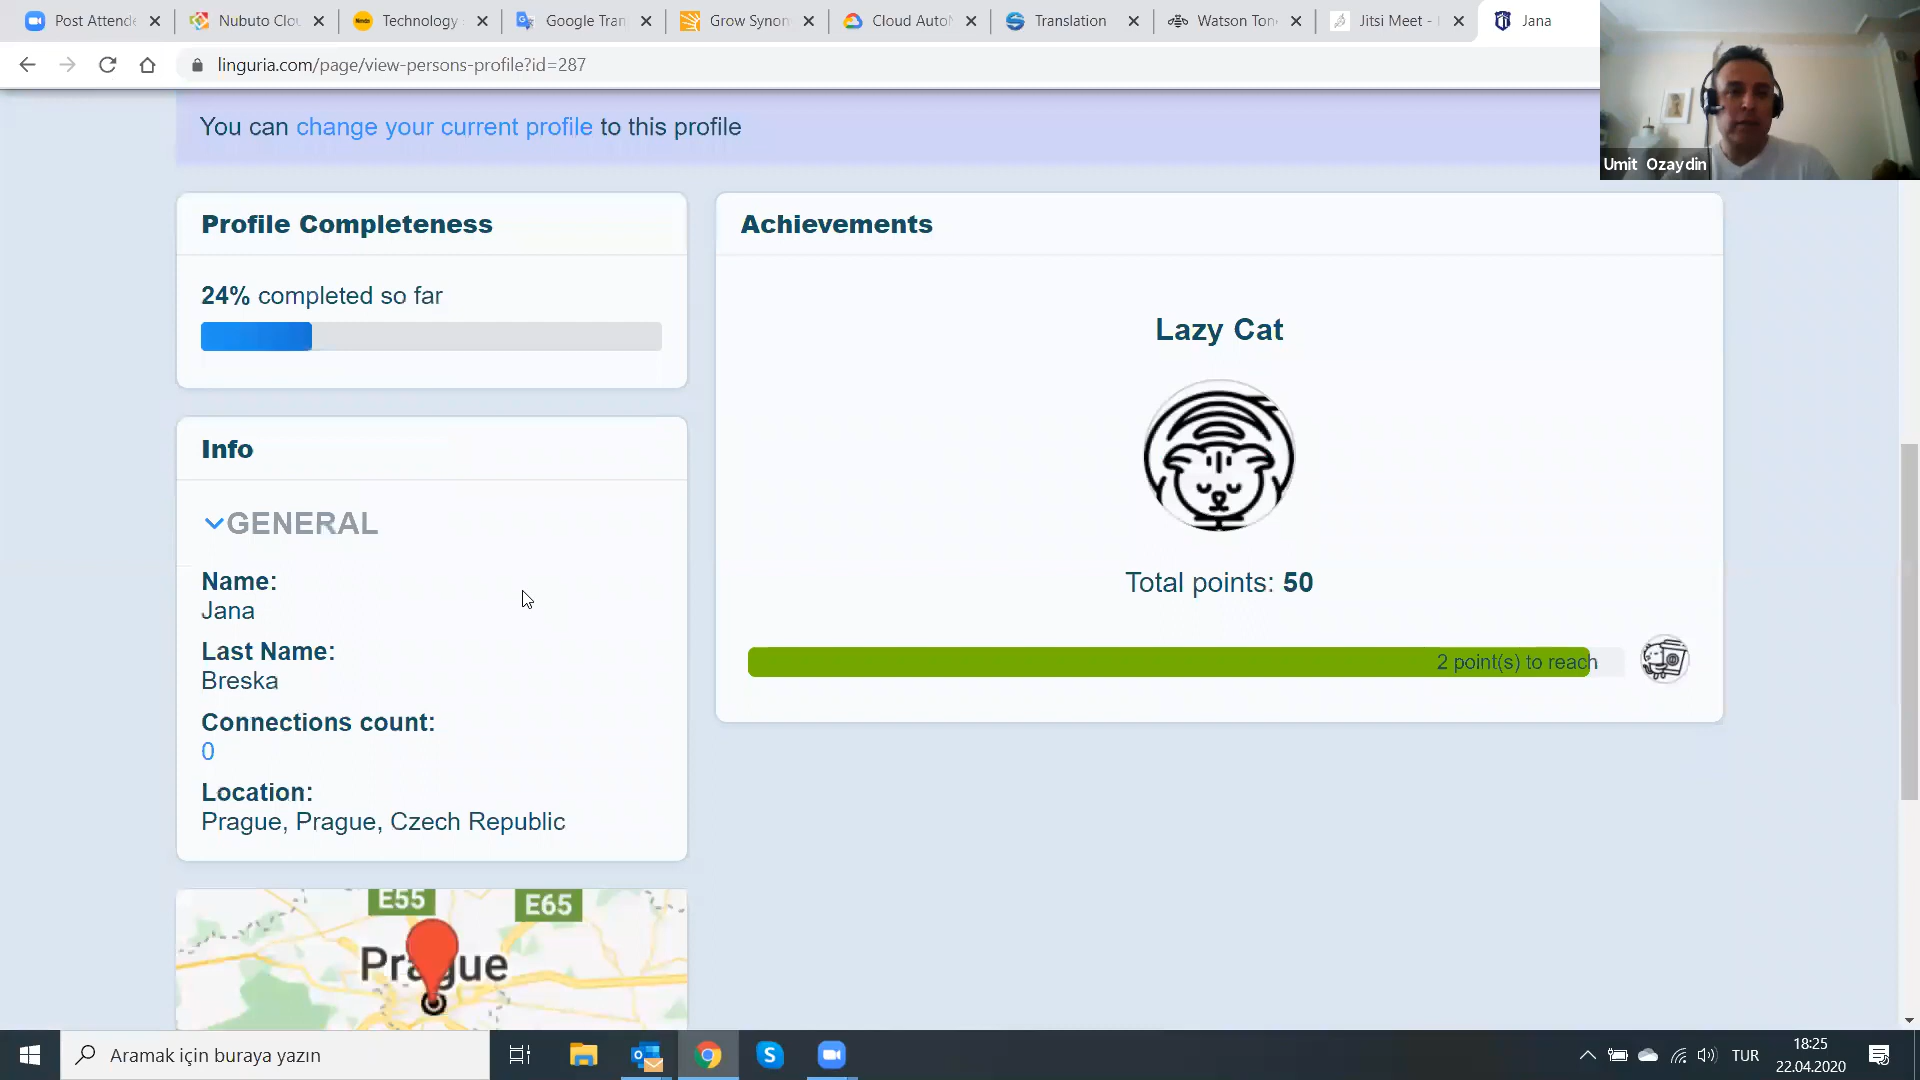 Post Attende
Nubuto Clou
Technology
Google Tran
Grow Synon
Cloud AutoM
Translation
Watson Ton
Jitsi Meet -
Jana
linguria.com/page/view-persons-profile?id=287
Umit Ozaydin
You can change your current profile to this profile
Profile Completeness
24% completed so far
Info
GENERAL
Name:
Jana
Last Name:
Breska
Connections count:
0
Location:
Prague, Prague, Czech Republic
E55
E65
Prague
Achievements
Lazy Cat
Total points: 50
2 point(s) to reach
Aramak için buraya yazın
TUR
18:25
22.04.2020